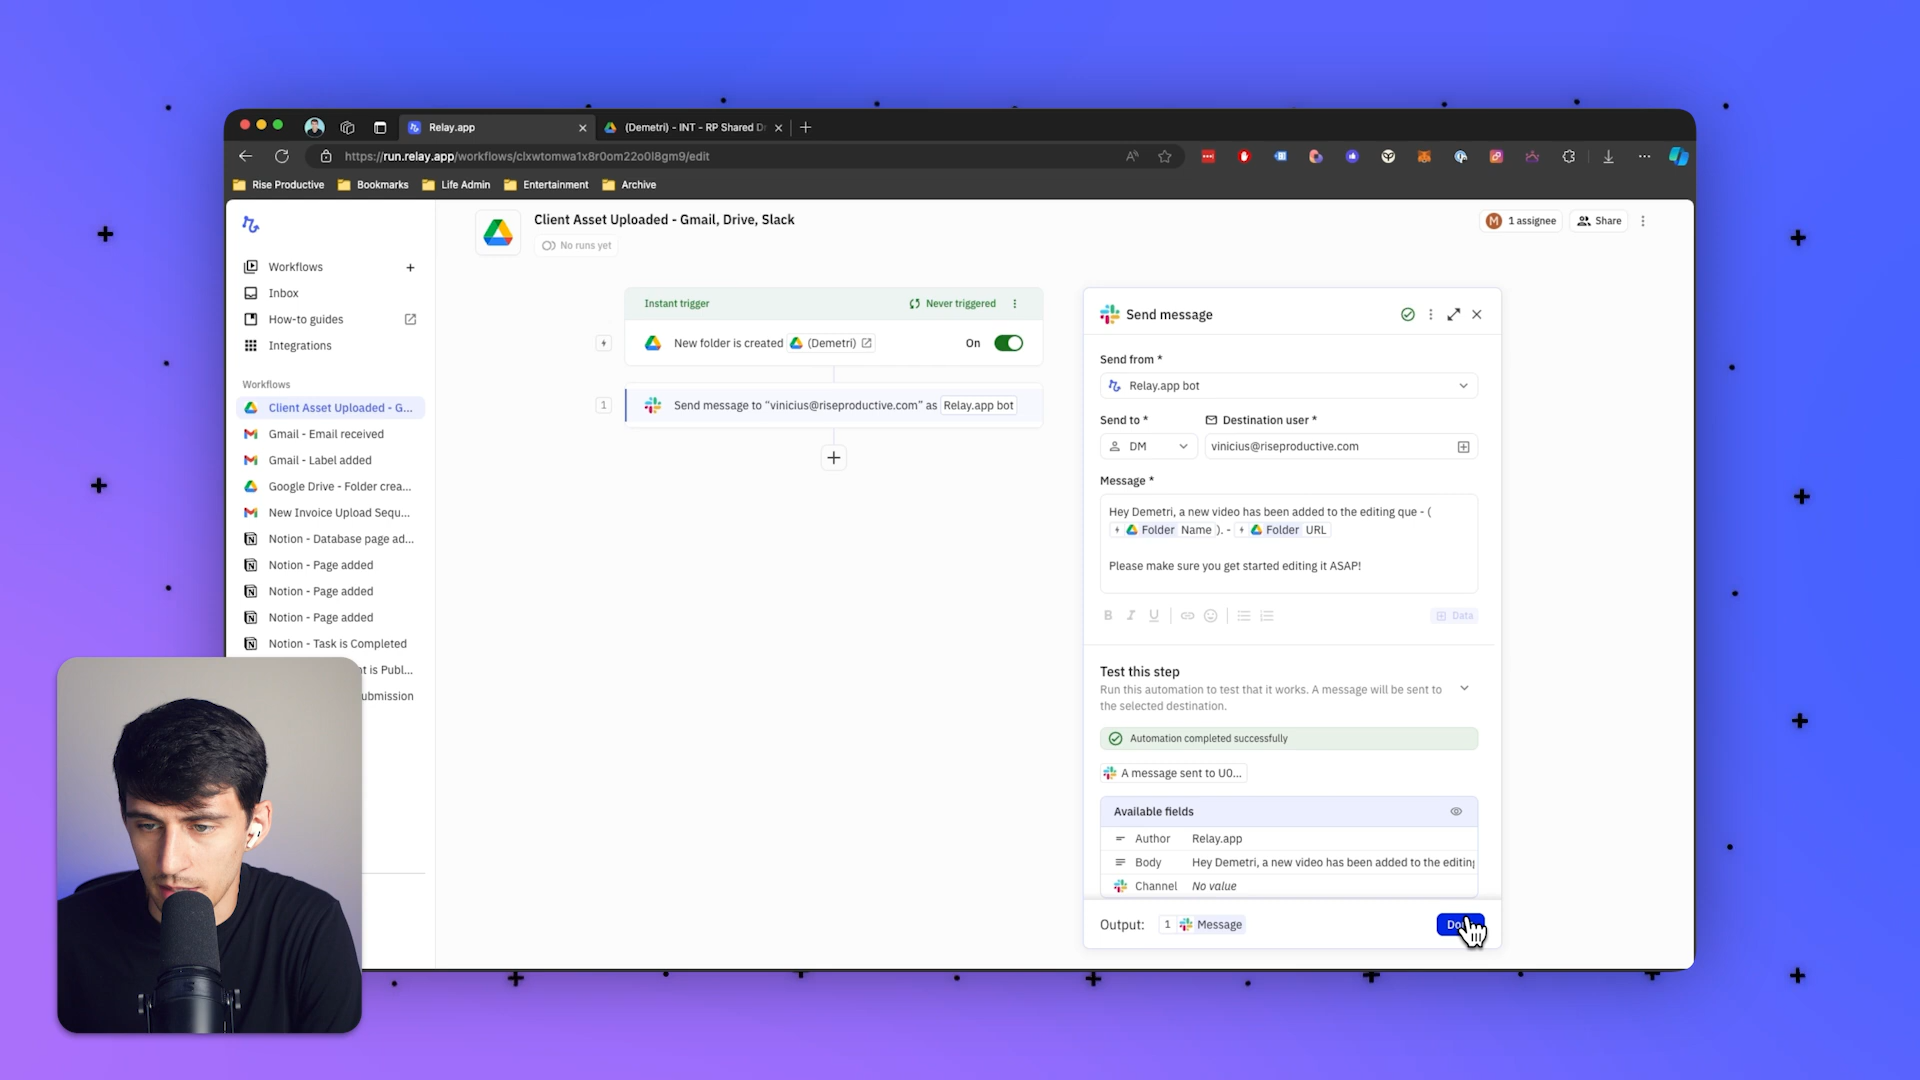 Relay.app
(Demetri) - INT - RP Shared Dr
https://run.relay.app/workflows/clxwtomwa1x8r0om22o0l8gm9/edit
Rise Productive
Bookmarks
Life Admin
Entertainment
Archive
Client Asset Uploaded - Gmail, Drive, Slack
No runs yet
1 assignee
Share
Workflows
Inbox
How-to guides
Integrations
Workflows
Client Asset Uploaded - G...
Gmail - Email received
Gmail - Label added
Google Drive - Folder crea...
New Invoice Upload Sequ...
Notion - Database page ad...
Notion - Page added
Notion - Page added
Notion - Page added
Notion - Task is Completed
t is Publ...
ubmission
Instant trigger
Never triggered
New folder is created (Demetri)
On
1
Send message to “vinicius@riseproductive.com” as Relay.app bot
Send message
Send from *
Relay.app bot
Send to *
Destination user *
DM
vinicius@riseproductive.com
Message *
Hey Demetri, a new video has been added to the editing que - (
Folder Name ). - Folder URL
Please make sure you get started editing it ASAP!
B I U
Data
Test this step
Run this automation to test that it works. A message will be sent to
the selected destination.
Automation completed successfully
A message sent to U0...
Available fields
Author Relay.app
Body Hey Demetri, a new video has been added to the editing
Channel No value
Output: 1 Message